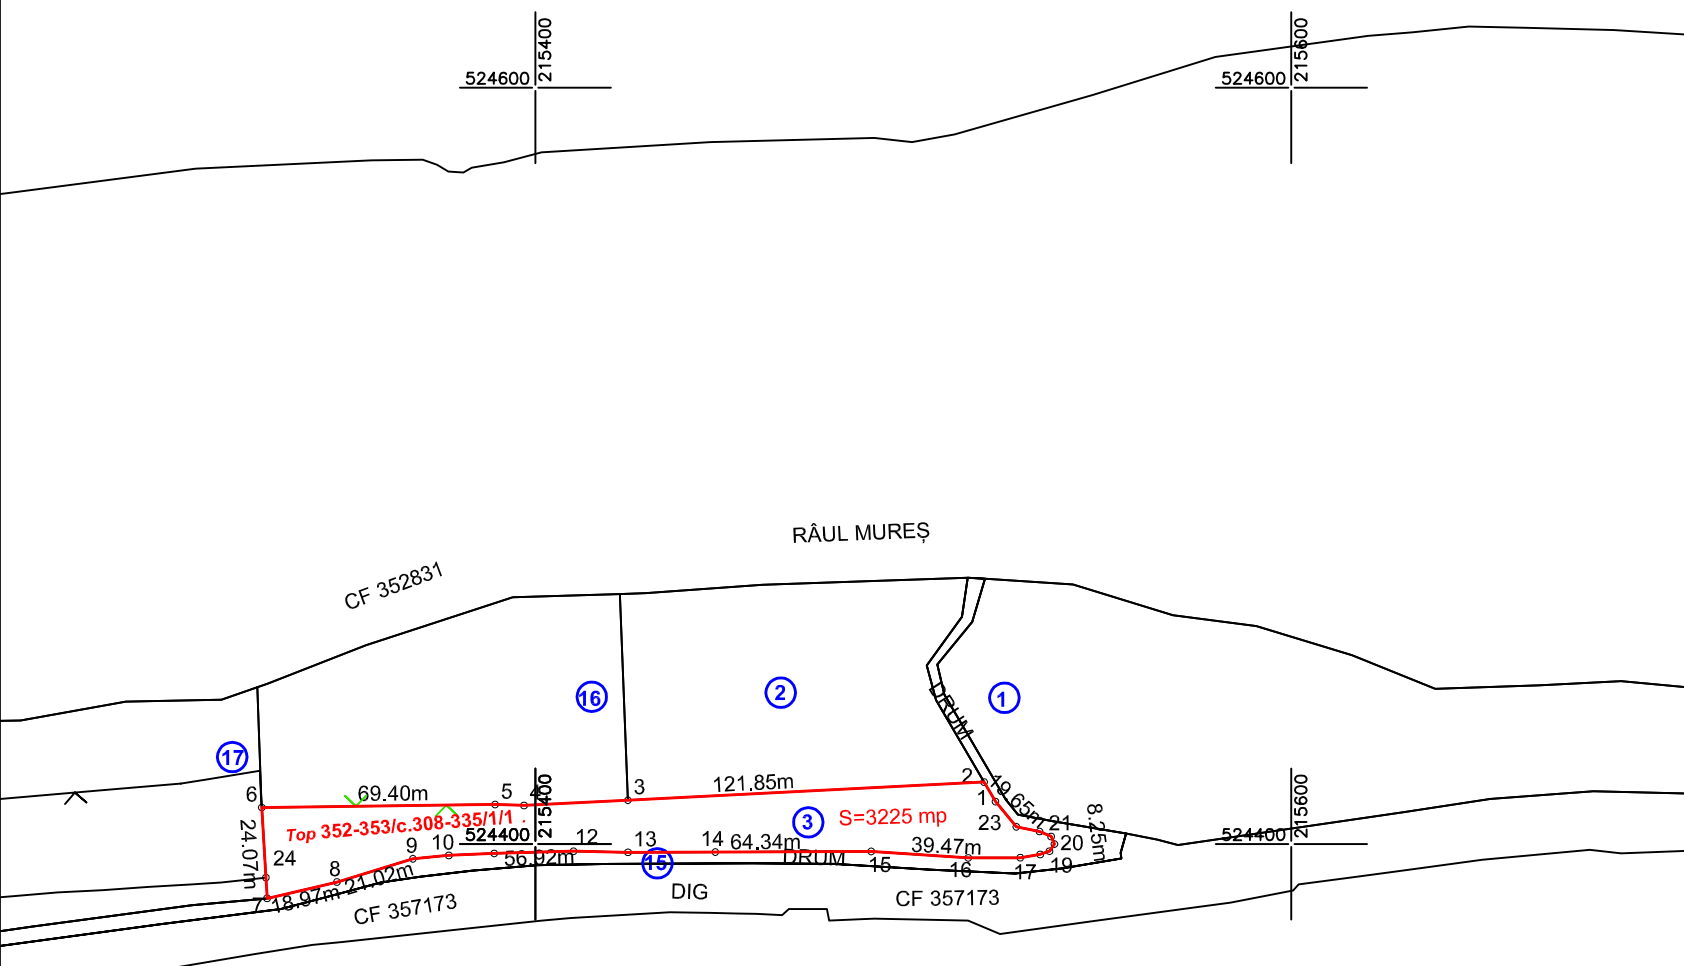 524600
215400
524600
215600
RÂUL MUREȘ
CF 352831
16
2
1
DRUM
17
6
69.40m
5
4
3
121.85m
2
1
19.65m
23
21
8.25m
20
19
Top 352-353/c.308-335/1/1 .
3
S=3225 mp
24.07m
24
524400
215400
524400
215600
9
10
12
13
14
64.34m
39.47m
56.92m
15
DRUM
15
16
17
8
21.02m
7
18.97m
CF 357173
DIG
CF 357173